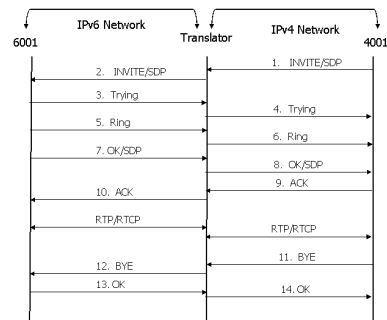 IPv6 Network
IPv4 Network
6001
Translator
4001
1. INVITE/SDP
2. INVITE/SDP
3. Trying
4. Trying
5. Ring
6. Ring
7. OK/SDP
8. OK/SDP
9. ACK
10. ACK
RTP/RTCP
RTP/RTCP
11. BYE
12. BYE
13. OK
14. OK